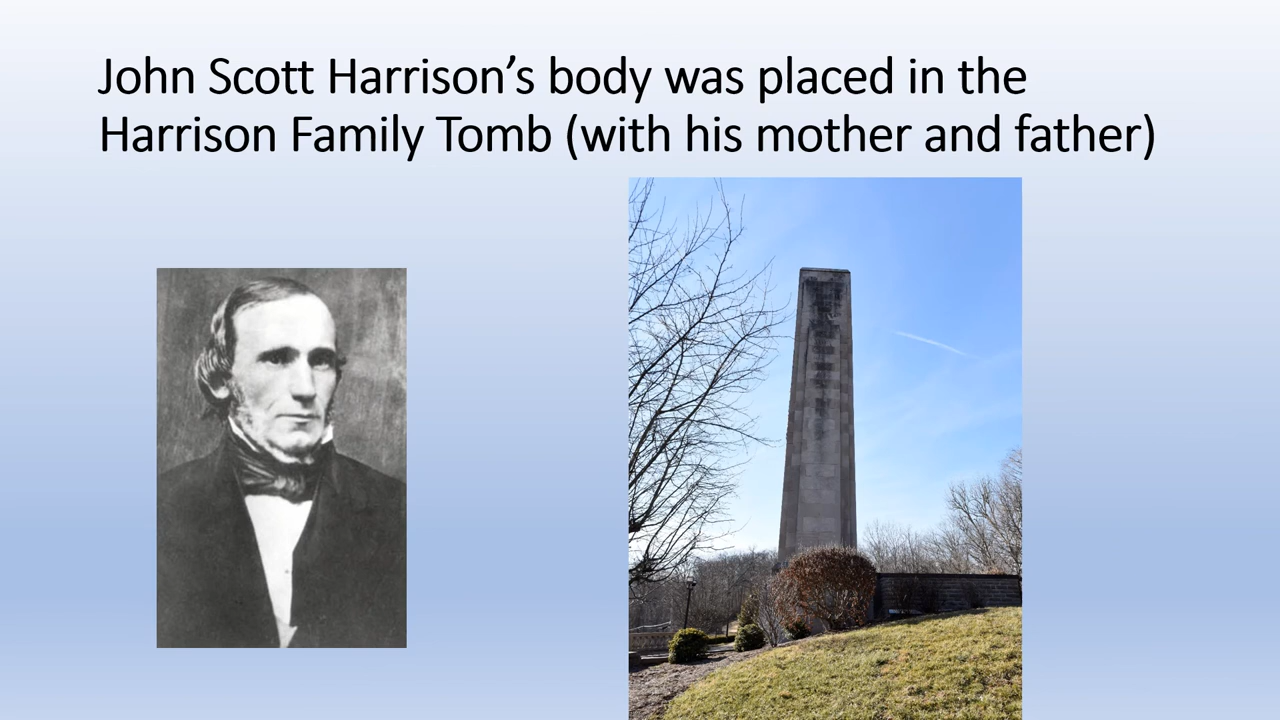 John Scott Harrison’s body was placed in the
Harrison Family Tomb (with his mother and father)